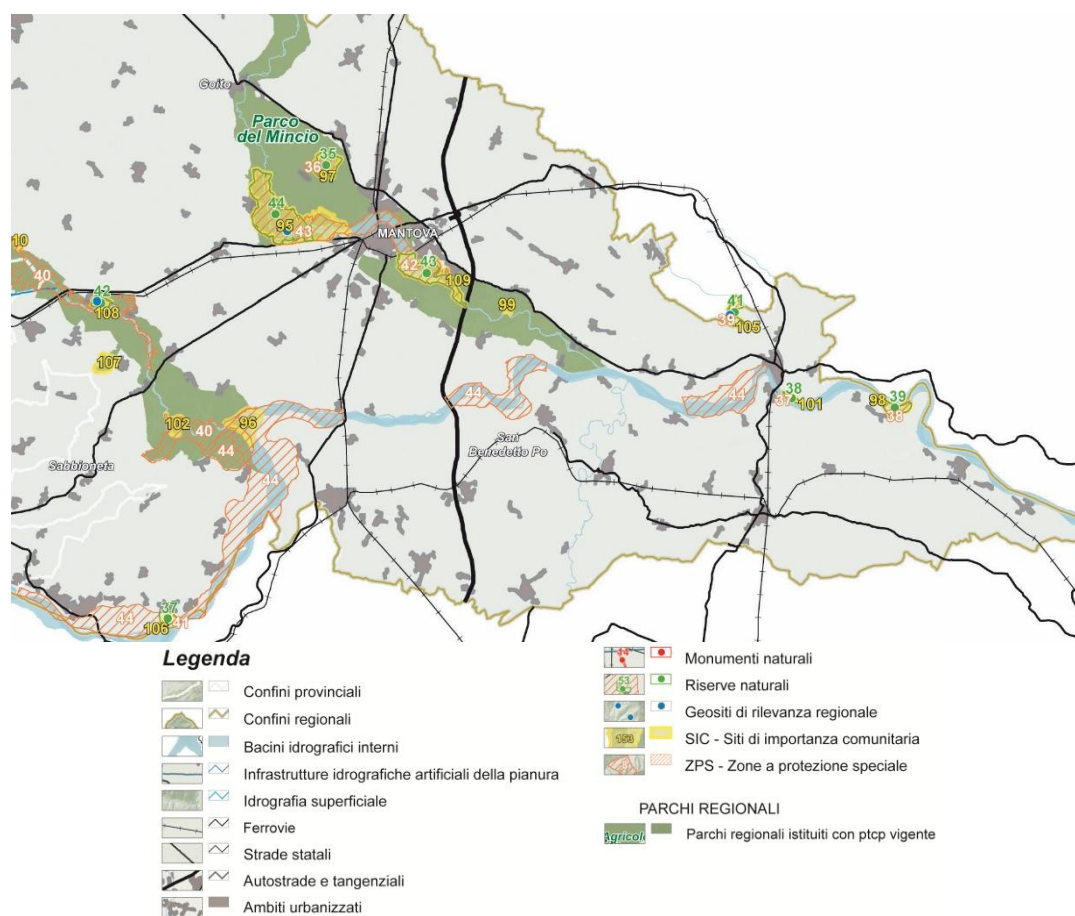 Goito
Parco
del Mincio
35
36
97
44
95
43
MANTOVA
42
43
109
99
10
40
42
108
107
41
39
105
102
40
96
44
44
44
44
38
37
101
98
39
38
San
Benedetto Po
Sabbioneta
44
37
106
41
Legenda
Confini provinciali
Confini regionali
Bacini idrografici interni
Infrastrutture idrografiche artificiali della pianura
Idrografia superficiale
Ferrovie
Strade statali
Autostrade e tangenziali
Ambiti urbanizzati
Monumenti naturali
53 Riserve naturali
Geositi di rilevanza regionale
153 SIC - Siti di importanza comunitaria
ZPS - Zone a protezione speciale
PARCHI REGIONALI
Agricol Parchi regionali istituiti con ptcp vigente